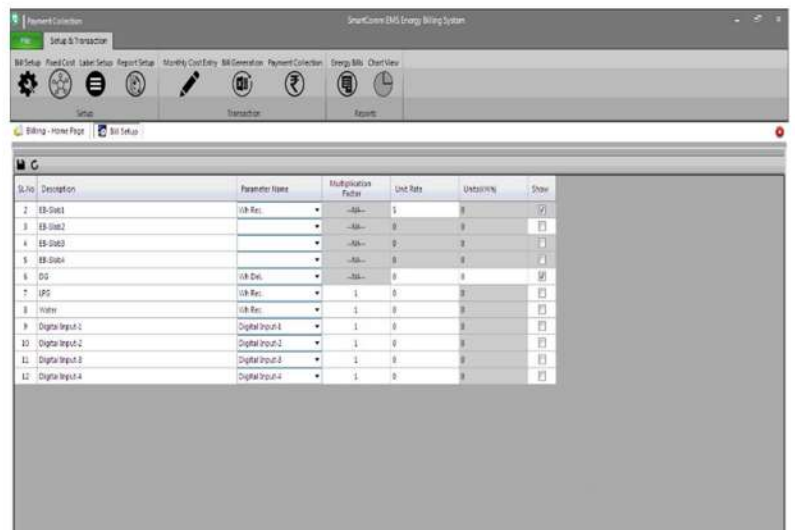 Payment Collection SmartComm EMS Energy Billing System
File Setup & Transaction
Bill Setup Fixed Cost Label Setup Report Setup Monthly Cost Entry Bill Generation Payment Collection Energy Bills Chart View
Setup Transaction Reports
Billing - Home Page Bill Setup
Sl.No Description Parameter Name Multiplication Factor Unit Rate Show
2 EB-Slab1 Wh Rec. --NA-- 5 0
3 EB-Slab2 --NA-- 0 0
4 EB-Slab3 --NA-- 0 0
5 EB-Slab4 --NA-- 0 0
6 DG Wh Del. --NA-- 0 0
7 LPG Wh Rec. 1 0 0
8 Water Wh Rec. 1 0 0
9 Digital Input-1 Digital Input-1 1 0 0
10 Digital Input-2 Digital Input-2 1 0 0
11 Digital Input-3 Digital Input-3 1 0 0
12 Digital Input-4 Digital Input-4 1 0 0